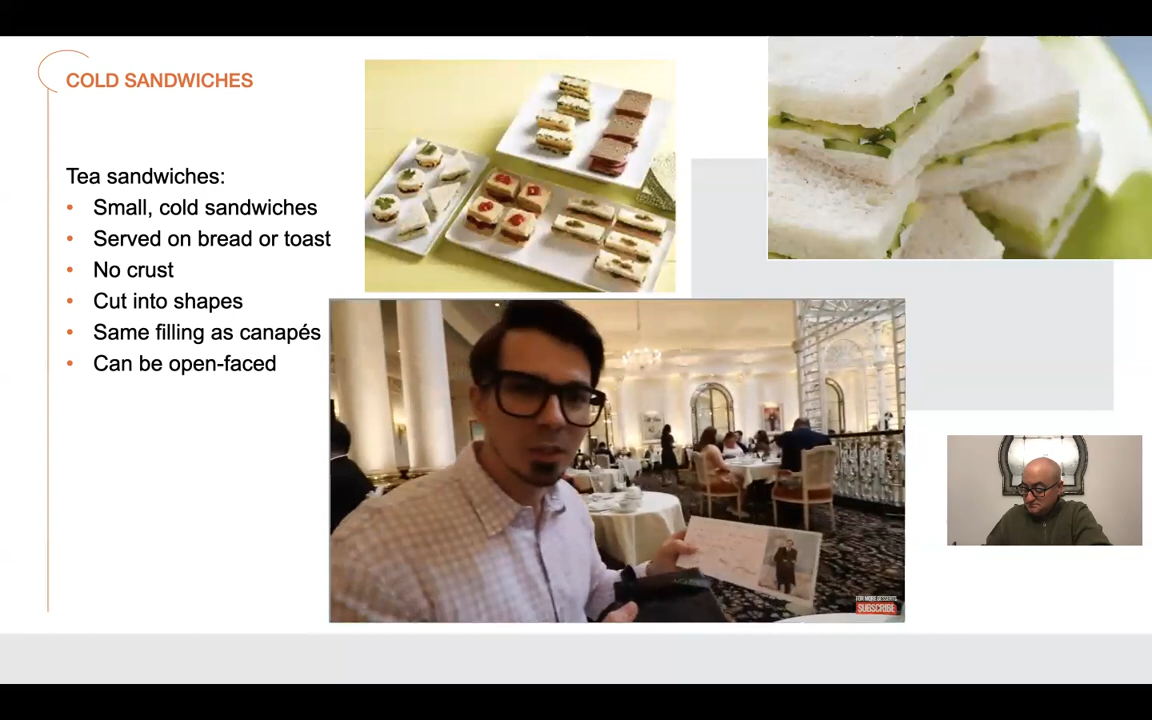 COLD SANDWICHES
Tea sandwiches:
• Small, cold sandwiches
• Served on bread or toast
• No crust
• Cut into shapes
• Same filling as canapés
• Can be open-faced
FOR MORE DESSERTS
SUBSCRIBE